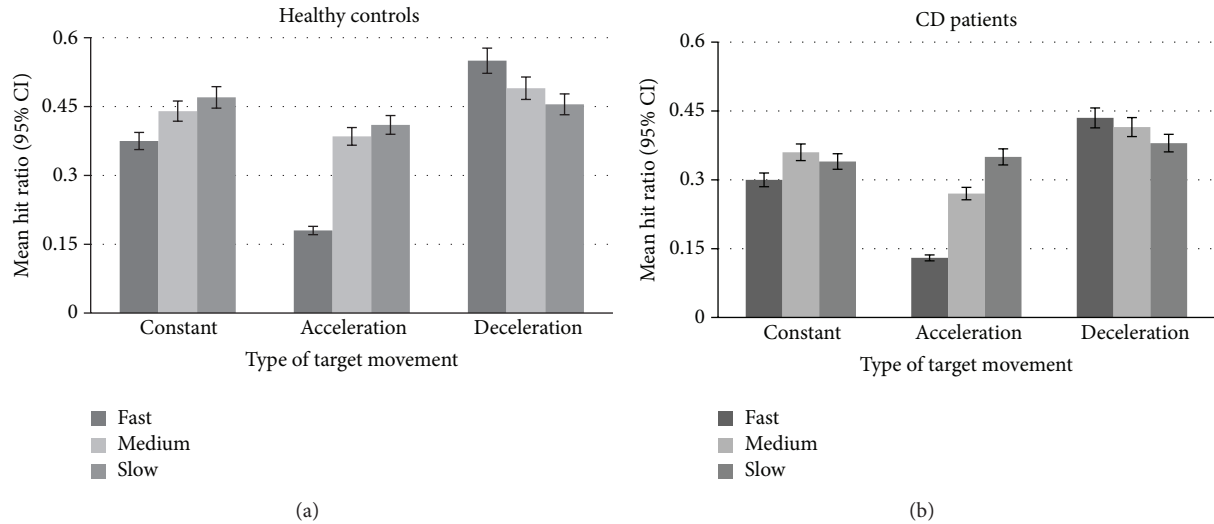 Healthy controls
0.6
0.45
0.3
0.15
0
Mean hit ratio (95% CI)
Constant Acceleration Deceleration
Type of target movement
Fast
Medium
Slow
(a)
CD patients
0.6
0.45
0.3
0.15
0
Mean hit ratio (95% CI)
Constant Acceleration Deceleration
Type of target movement
Fast
Medium
Slow
(b)